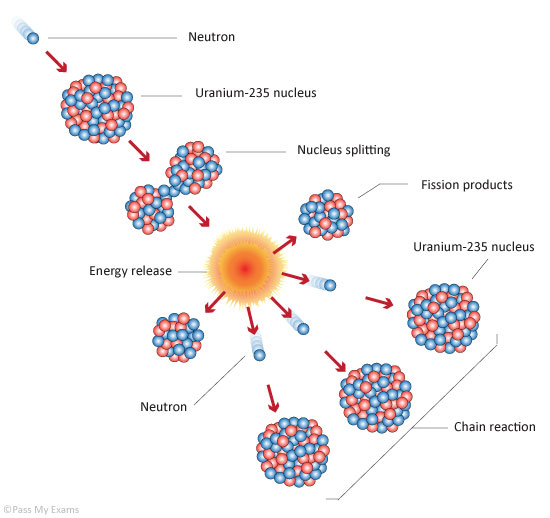 Neutron
Uranium-235 nucleus
Nucleus splitting
Fission products
Uranium-235 nucleus
Energy release
Neutron
Chain reaction
©Pass My Exams